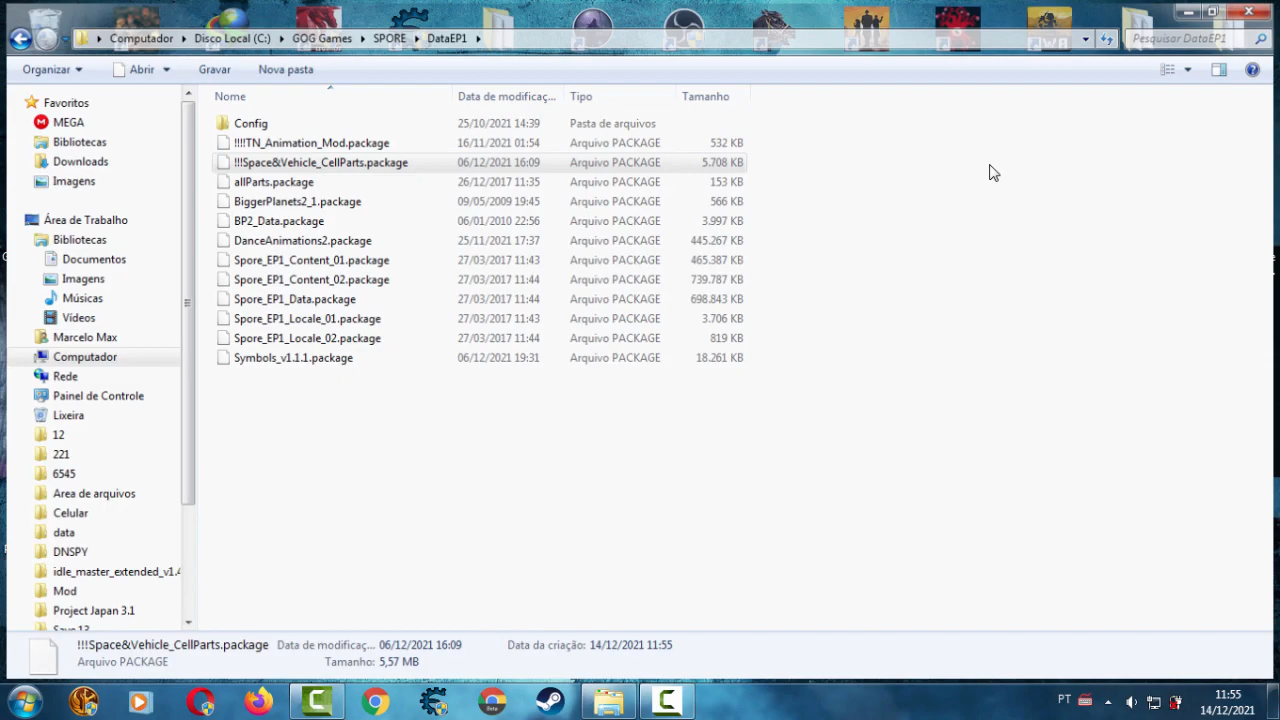 Computador ▸ Disco Local (C:) ▸ GOG Games ▸ SPORE ▸ DataEP1 ▸
Pesquisar DataEP1
Organizar Abrir Gravar Nova pasta
Nome Data de modificaç... Tipo Tamanho
Config 25/10/2021 14:39 Pasta de arquivos
!!!!TN_Animation_Mod.package 16/11/2021 01:54 Arquivo PACKAGE 532 KB
!!!Space&Vehicle_CellParts.package 06/12/2021 16:09 Arquivo PACKAGE 5.708 KB
allParts.package 26/12/2017 11:35 Arquivo PACKAGE 153 KB
BiggerPlanets2_1.package 09/05/2009 19:45 Arquivo PACKAGE 566 KB
BP2_Data.package 06/01/2010 22:56 Arquivo PACKAGE 3.997 KB
DanceAnimations2.package 25/11/2021 17:37 Arquivo PACKAGE 445.267 KB
Spore_EP1_Content_01.package 27/03/2017 11:43 Arquivo PACKAGE 465.387 KB
Spore_EP1_Content_02.package 27/03/2017 11:44 Arquivo PACKAGE 739.787 KB
Spore_EP1_Data.package 27/03/2017 11:44 Arquivo PACKAGE 698.843 KB
Spore_EP1_Locale_01.package 27/03/2017 11:43 Arquivo PACKAGE 3.706 KB
Spore_EP1_Locale_02.package 27/03/2017 11:44 Arquivo PACKAGE 819 KB
Symbols_v1.1.1.package 06/12/2021 19:31 Arquivo PACKAGE 18.261 KB
Favoritos
MEGA
Bibliotecas
Downloads
Imagens
Área de Trabalho
Bibliotecas
Documentos
Imagens
Músicas
Vídeos
Marcelo Max
Computador
Rede
Painel de Controle
Lixeira
12
221
6545
Area de arquivos
Celular
data
DNSPY
idle_master_extended_v1.4
Mod
Project Japan 3.1
Save 13
!!!Space&Vehicle_CellParts.package Data de modificaç... 06/12/2021 16:09 Data da criação: 14/12/2021 11:55
Arquivo PACKAGE Tamanho: 5,57 MB
PT
11:55
14/12/2021